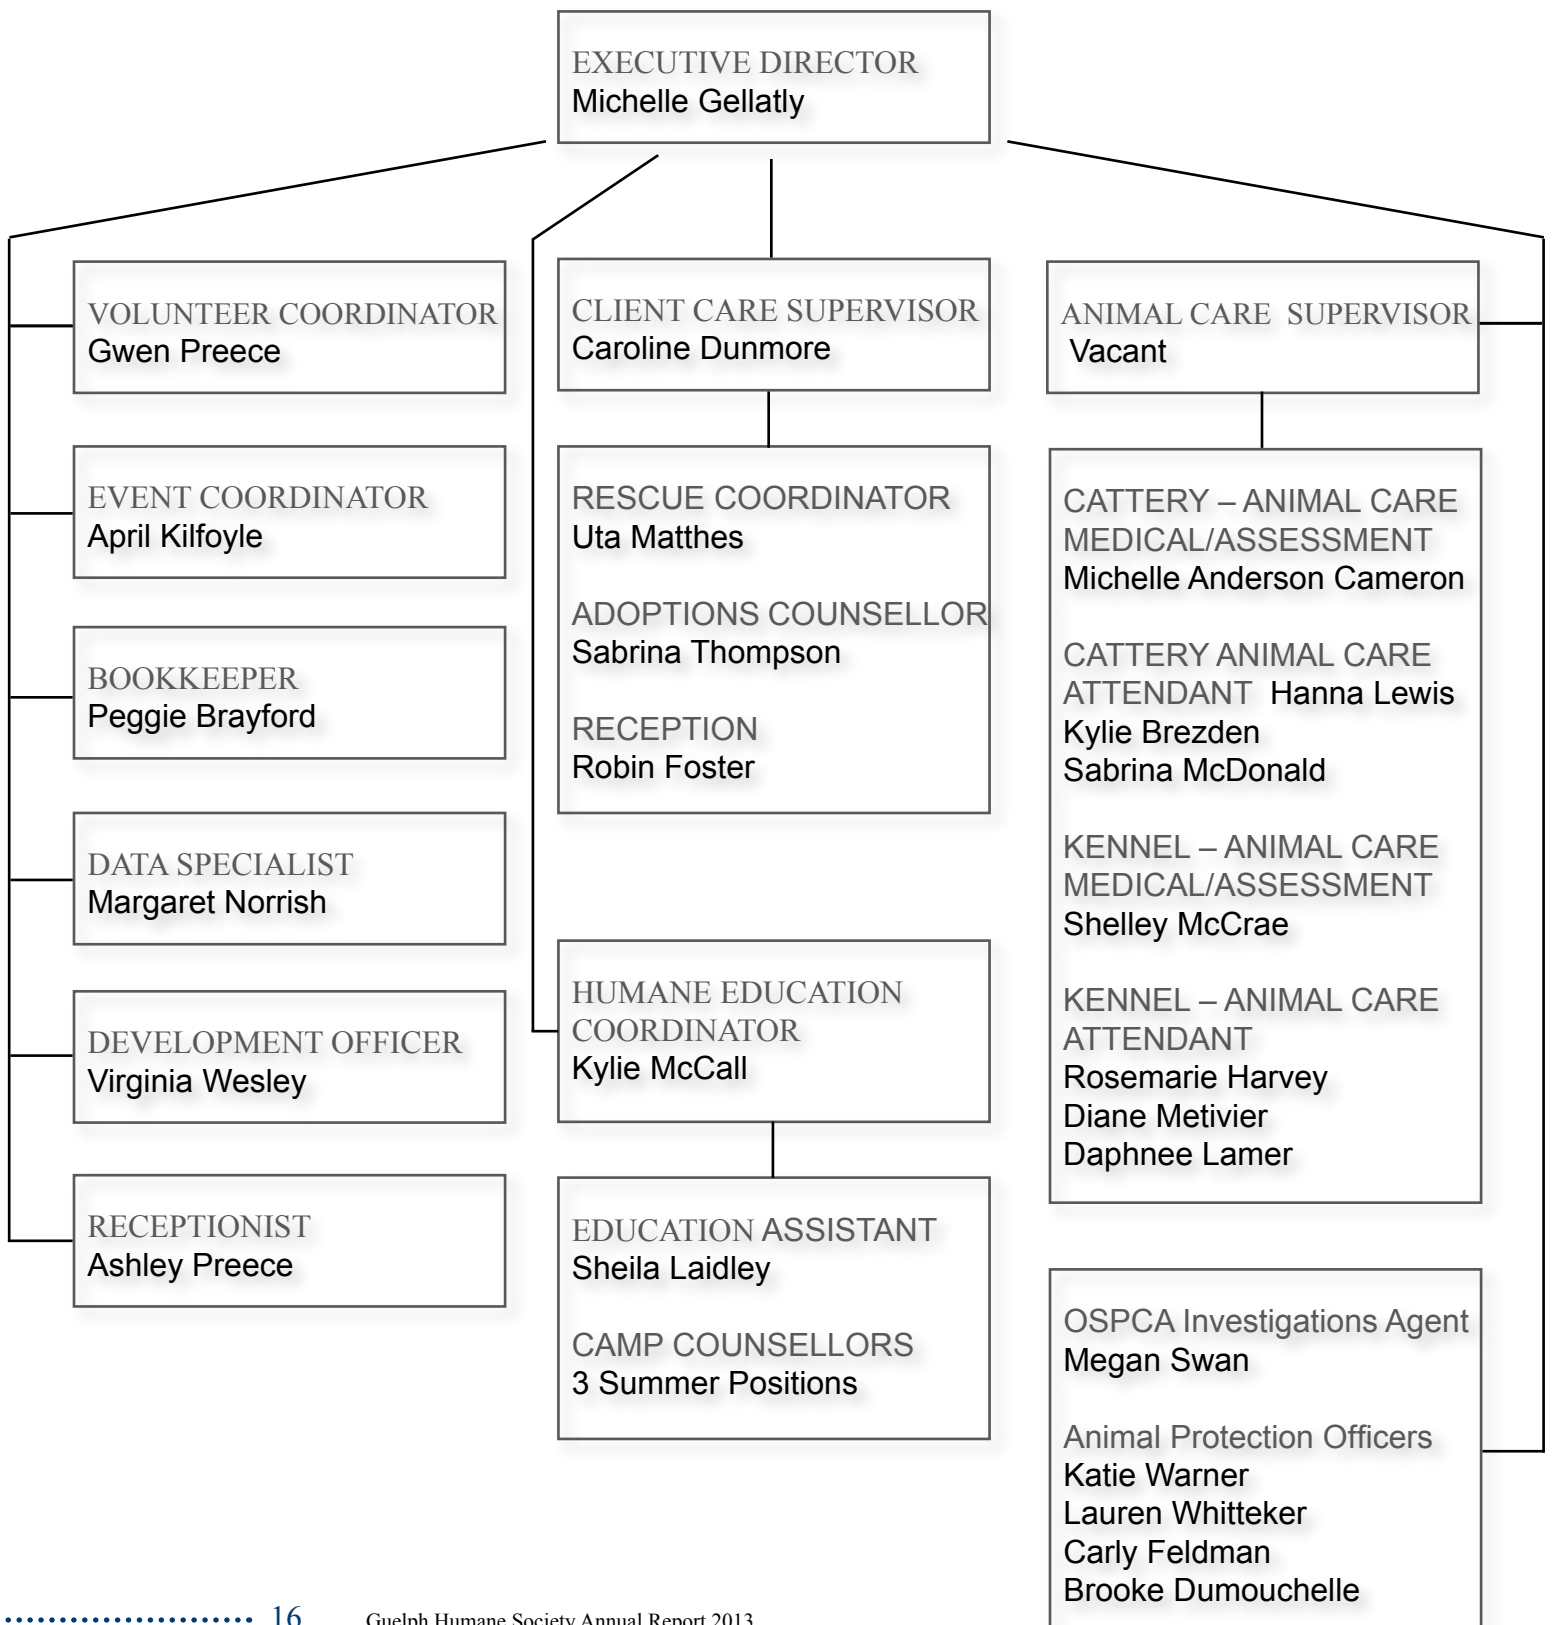 EXECUTIVE DIRECTOR
Michelle Gellatly
VOLUNTEER COORDINATOR
Gwen Preece
EVENT COORDINATOR
April Kilfoyle
BOOKKEEPER
Peggie Brayford
DATA SPECIALIST
Margaret Norrish
DEVELOPMENT OFFICER
Virginia Wesley
RECEPTIONIST
Ashley Preece
CLIENT CARE SUPERVISOR
Caroline Dunmore
RESCUE COORDINATOR
Uta Matthes
ADOPTIONS COUNSELLOR
Sabrina Thompson
RECEPTION
Robin Foster
HUMANE EDUCATION
COORDINATOR
Kylie McCall
EDUCATION ASSISTANT
Sheila Laidley
CAMP COUNSELLORS
3 Summer Positions
ANIMAL CARE SUPERVISOR
Vacant
CATTERY – ANIMAL CARE
MEDICAL/ASSESSMENT
Michelle Anderson Cameron
CATTERY ANIMAL CARE
ATTENDANT Hanna Lewis
Kylie Brezden
Sabrina McDonald
KENNEL – ANIMAL CARE
MEDICAL/ASSESSMENT
Shelley McCrae
KENNEL – ANIMAL CARE
ATTENDANT
Rosemarie Harvey
Diane Metivier
Daphnee Lamer
OSPCA Investigations Agent
Megan Swan
Animal Protection Officers
Katie Warner
Lauren Whitteker
Carly Feldman
Brooke Dumouchelle
16 Guelph Humane Society Annual Report 2013